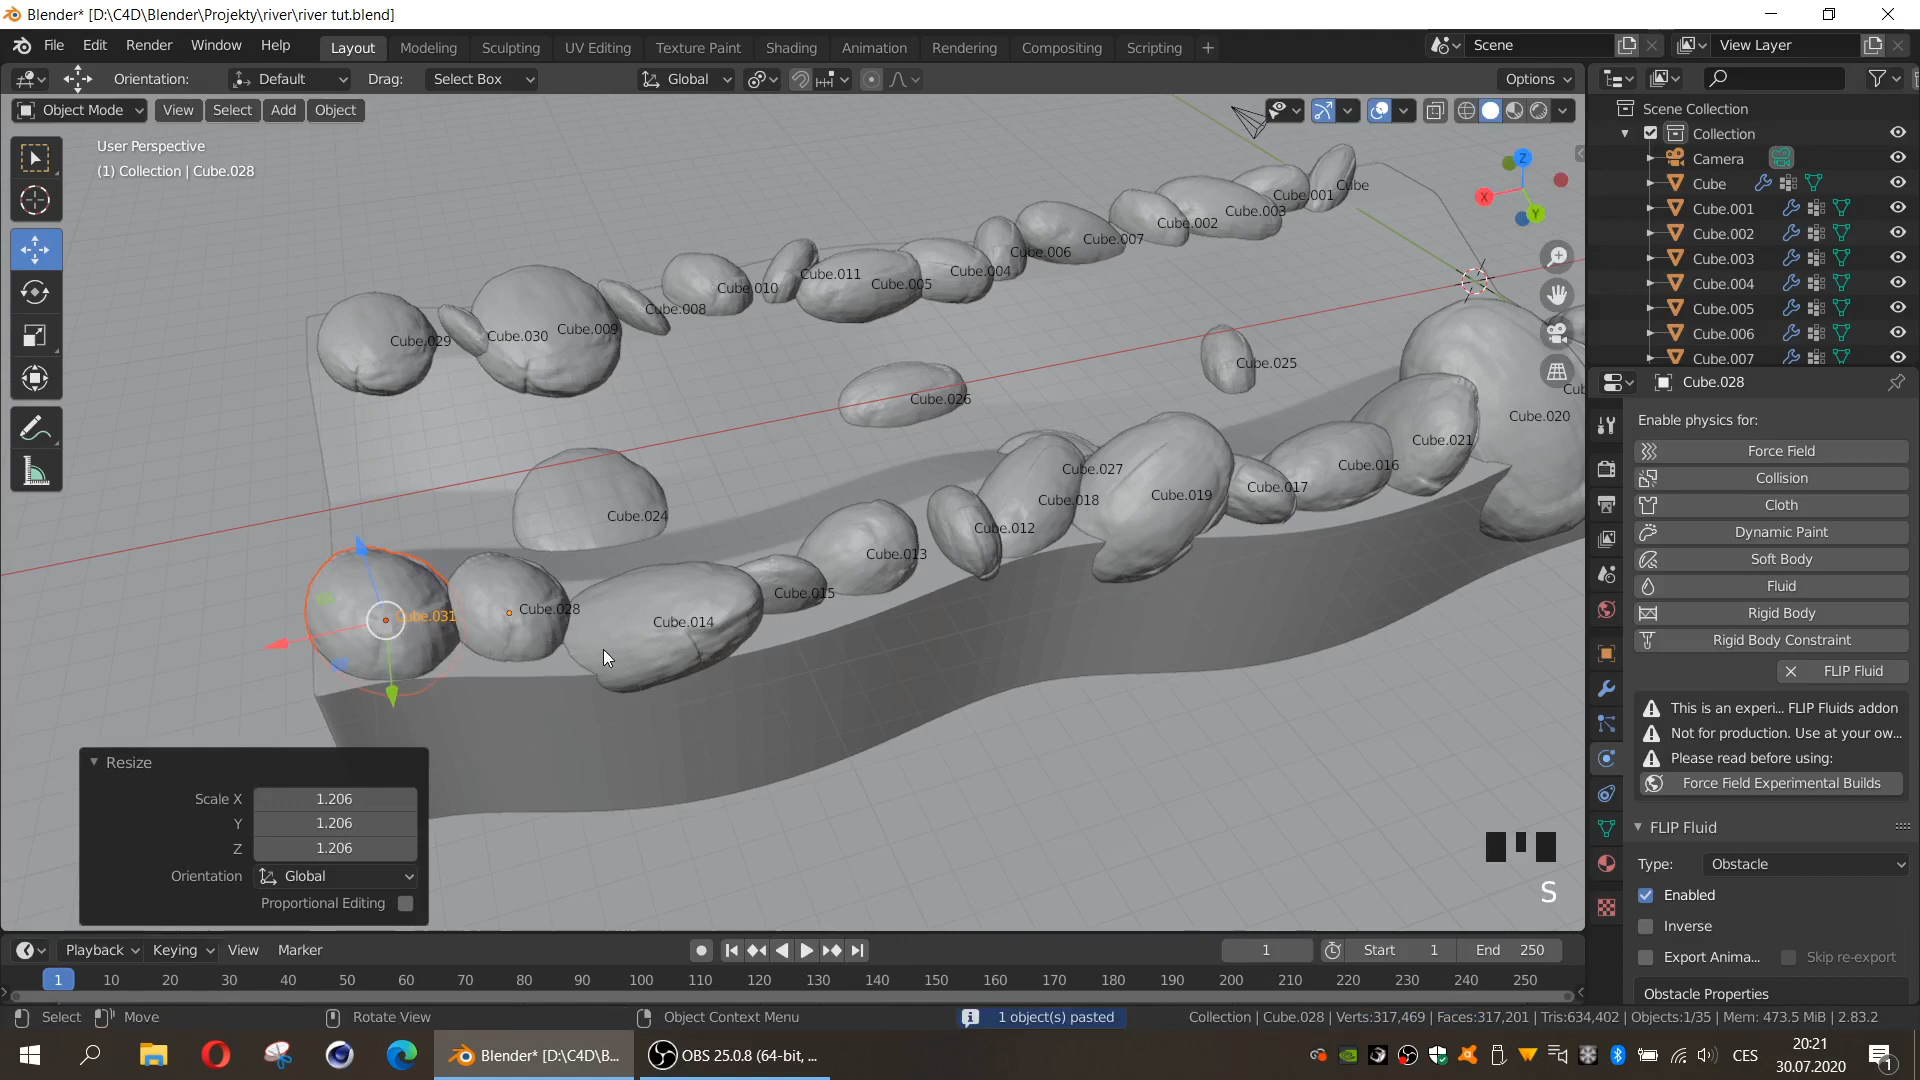 Blender* [D:\C4D\Blender\Projekty\river\river tut.blend]
File Edit Render Window Help Layout Modeling Sculpting UV Editing Texture Paint Shading Animation Rendering Compositing Scripting + Scene View Layer
Orientation: Default Drag: Select Box Global Options
Object Mode View Select Add Object
User Perspective
(1) Collection | Cube.028
Cube
Cube.001
Cube.003
Cube.002
Cube.007
Cube.006
Cube.004
Cube.011
Cube.005
Cube.010
Cube.008
Cube.009
Cube.030
Cube.029
Cube.025
Cube.026
Cube.020
Cube.021
Cube.016
Cube.027
Cube.017
Cube.019
Cube.018
Cube.024
Cube.012
Cube.013
Cube.015
Cube.028
Cube.031
Cube.014
X
Y
Z
Resize
Scale X 1.206
Y 1.206
Z 1.206
Orientation Global
Proportional Editing
S
Scene Collection
Collection
Camera
Cube
Cube.001
Cube.002
Cube.003
Cube.004
Cube.005
Cube.006
Cube.007
Cube.028
Enable physics for:
Force Field
Collision
Cloth
Dynamic Paint
Soft Body
Fluid
Rigid Body
Rigid Body Constraint
FLIP Fluid
This is an experi... FLIP Fluids addon
Not for production. Use at your ow...
Please read before using:
Force Field Experimental Builds
FLIP Fluid
Type: Obstacle
Enabled
Inverse
Export Anima... Skip re-export
Obstacle Properties
Playback Keying View Marker 1 Start 1 End 250
1 10 20 30 40 50 60 70 80 90 100 110 120 130 140 150 160 170 180 190 200 210 220 230 240 250
Select Move Rotate View Object Context Menu 1 object(s) pasted Collection | Cube.028 | Verts:317,469 | Faces:317,201 | Tris:634,402 | Objects:1/35 | Mem: 473.5 MiB | 2.83.2
Blender* [D:\C4D\B... OBS 25.0.8 (64-bit, ... CES 20:21
30.07.2020
1